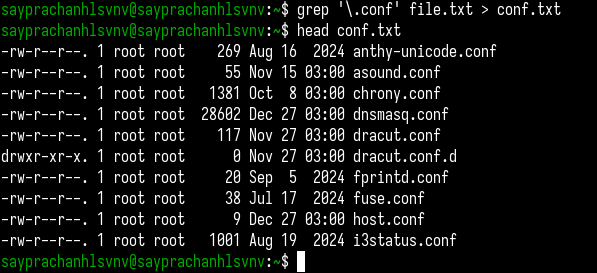 sayprachanhlsvnv@sayprachanhlsvnv:~$ grep '\.conf' file.txt > conf.txt
sayprachanhlsvnv@sayprachanhlsvnv:~$ head conf.txt
-rw-r--r--. 1 root root   269 Aug 16  2024 anthy-unicode.conf
-rw-r--r--. 1 root root    55 Nov 15 03:00 asound.conf
-rw-r--r--. 1 root root  1381 Oct  8 03:00 chrony.conf
-rw-r--r--. 1 root root 28602 Dec 27 03:00 dnsmasq.conf
-rw-r--r--. 1 root root   117 Nov 27 03:00 dracut.conf
drwxr-xr-x. 1 root root     0 Nov 27 03:00 dracut.conf.d
-rw-r--r--. 1 root root    20 Sep  5  2024 fprintd.conf
-rw-r--r--. 1 root root    38 Jul 17  2024 fuse.conf
-rw-r--r--. 1 root root     9 Dec 27 03:00 host.conf
-rw-r--r--. 1 root root  1001 Aug 19  2024 i3status.conf
sayprachanhlsvnv@sayprachanhlsvnv:~$